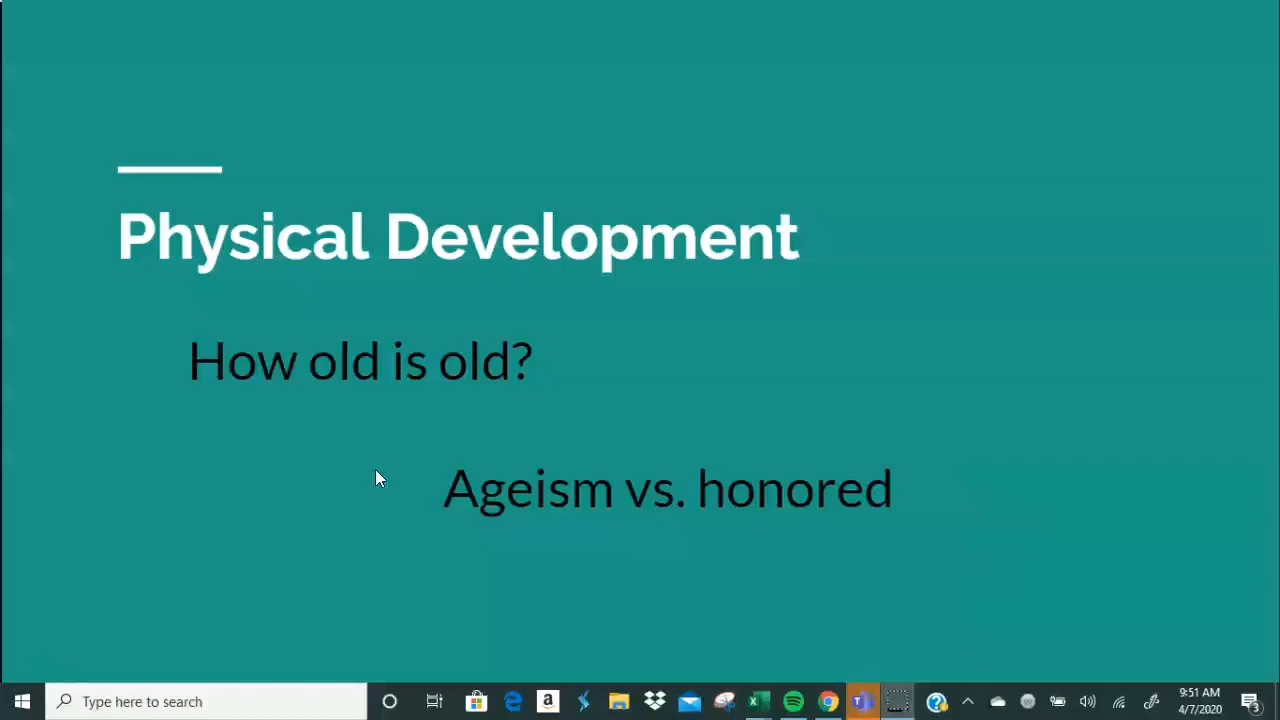 Physical Development
How old is old?
Ageism vs. honored
Type here to search
9:51 AM
4/7/2020